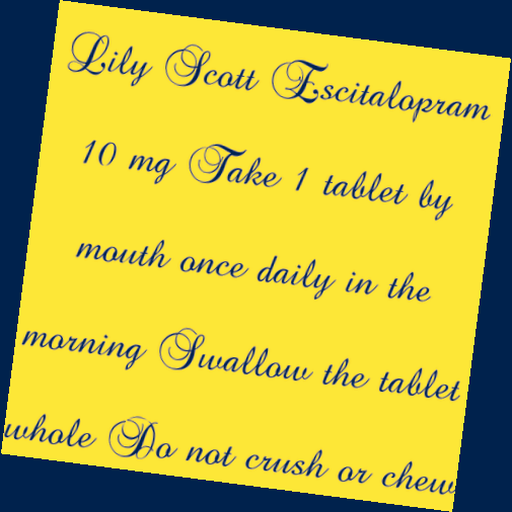 Lily Scott Escitalopram
10 mg Take 1 tablet by
mouth once daily in the
morning Swallow the tablet
whole Do not crush or chew